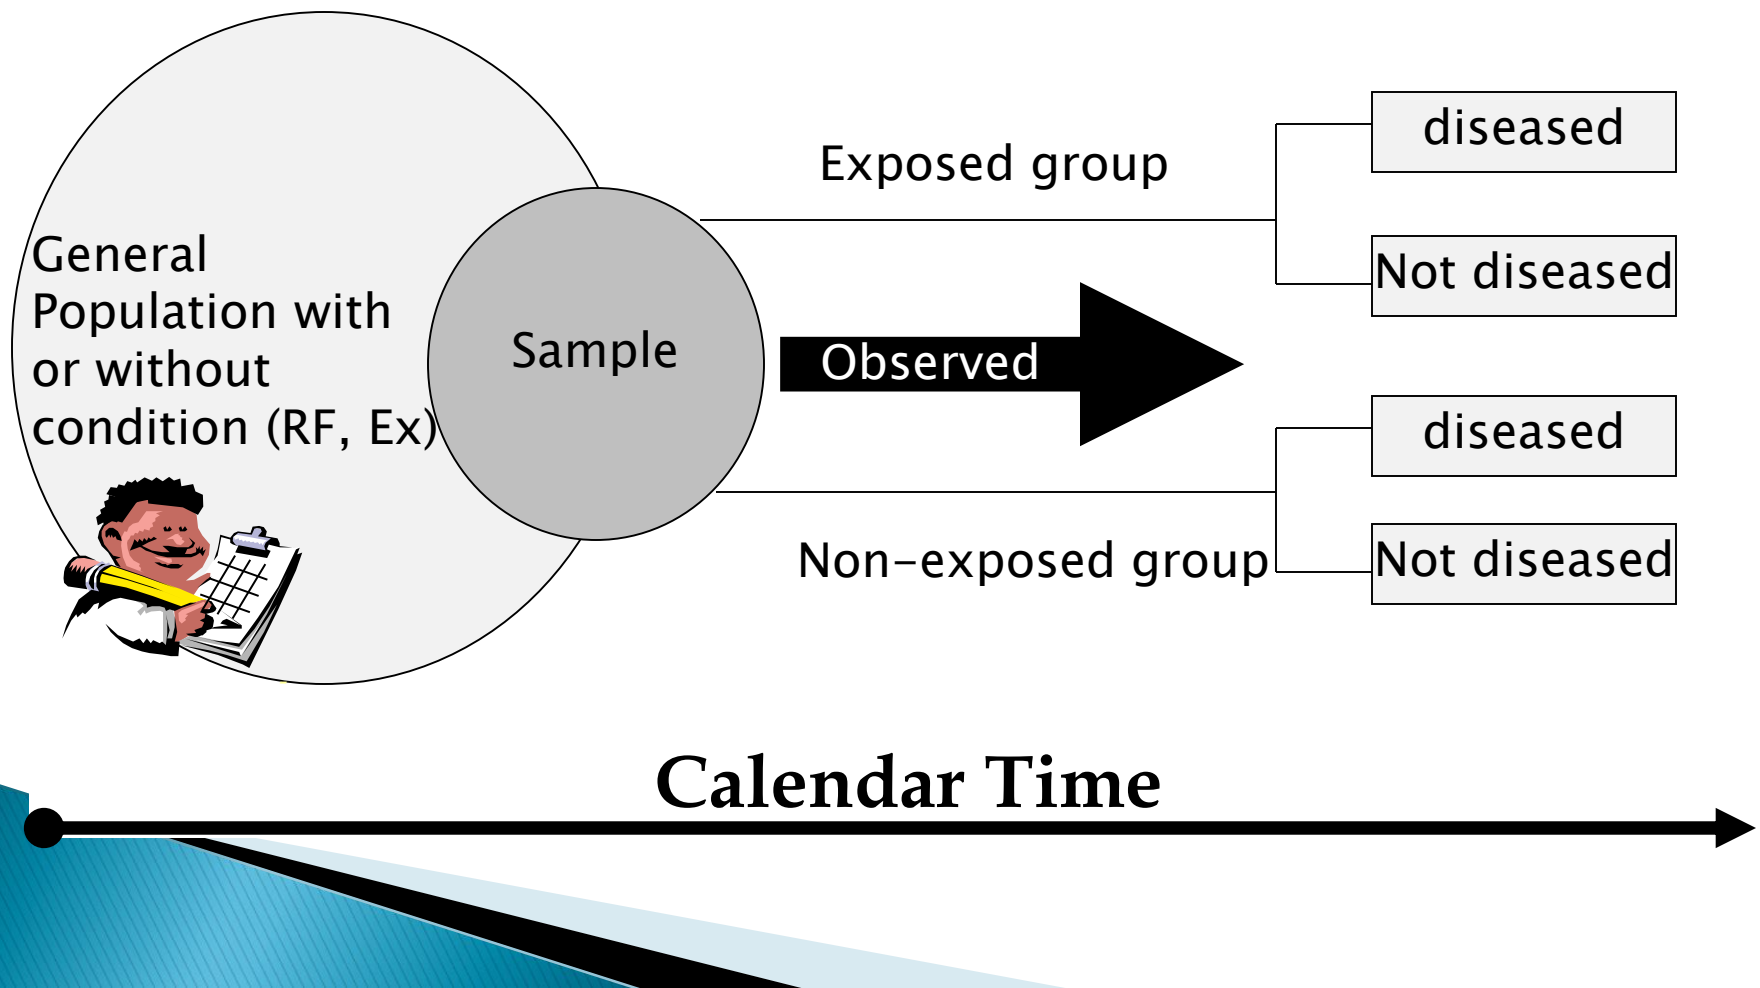 General
Population with
or without
condition (RF, Ex)
Sample
Exposed group
Observed
Non-exposed group
diseased
Not diseased
diseased
Not diseased
Calendar Time